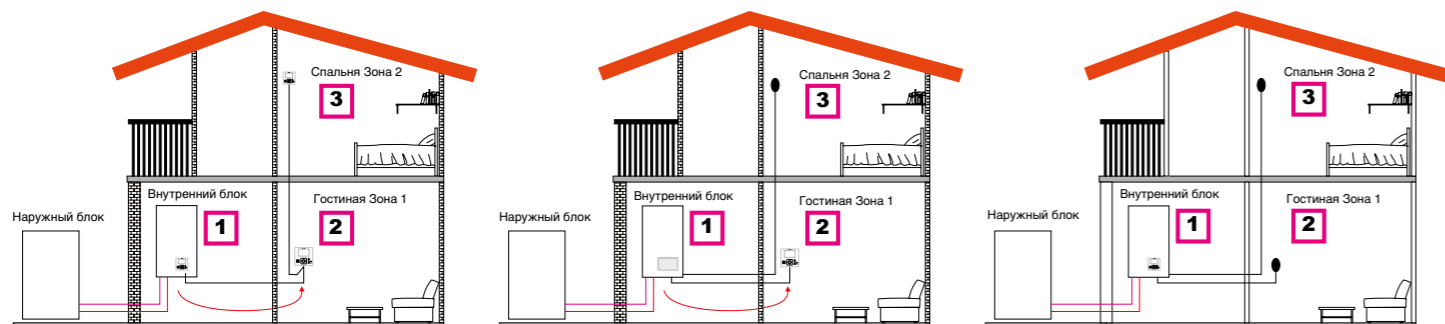 Спальня Зона 2
3
Внутренний блок
Гостиная Зона 1
Наружный блок
1
2
Спальня Зона 2
3
Внутренний блок
Гостиная Зона 1
Наружный блок
1
2
Спальня Зона 2
3
Внутренний блок
Гостиная Зона 1
Наружный блок
1
2